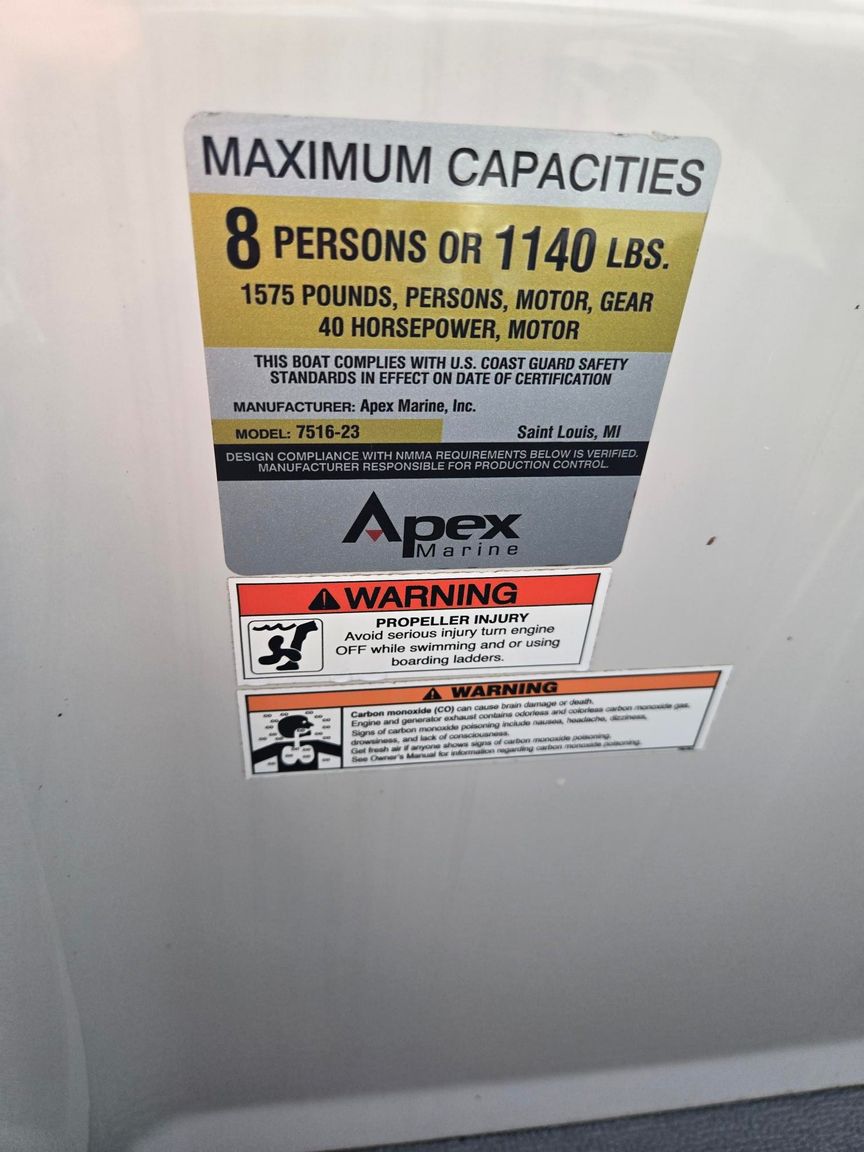 MAXIMUM CAPACITIES
8 PERSONS OR 1140 LBS.
1575 POUNDS, PERSONS, MOTOR, GEAR
40 HORSEPOWER, MOTOR
THIS BOAT COMPLIES WITH U.S. COAST GUARD SAFETY
STANDARDS IN EFFECT ON DATE OF CERTIFICATION
MANUFACTURER: Apex Marine, Inc.
MODEL: 7516-23 Saint Louis, MI
DESIGN COMPLIANCE WITH NMMA REQUIREMENTS BELOW IS VERIFIED.
MANUFACTURER RESPONSIBLE FOR PRODUCTION CONTROL.
Apex
Marine
WARNING
PROPELLER INJURY
Avoid serious injury turn engine
OFF while swimming and or using
boarding ladders.
WARNING
Carbon monoxide (CO) can cause brain damage or death.
Engine and generator exhaust contains odorless and colorless carbon monoxide gas.
Signs of carbon monoxide poisoning include nausea, headache, dizziness,
drowsiness, and lack of consciousness.
Get fresh air if anyone shows signs of carbon monoxide poisoning.
See Owner's Manual for information regarding carbon monoxide poisoning.